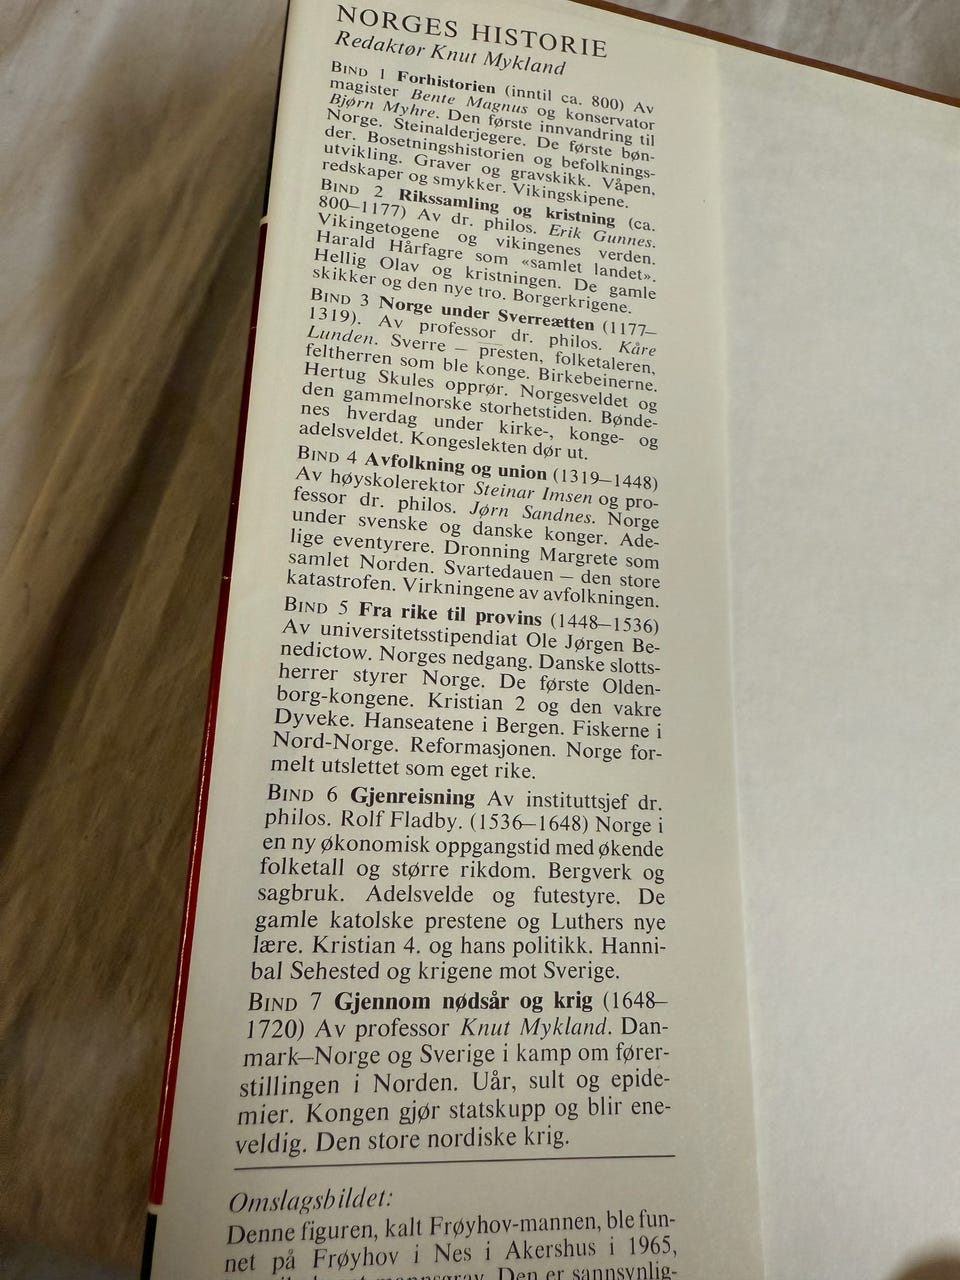 NORGES HISTORIE
Redaktør Knut Mykland
BIND 1 Forhistorien (inntil ca. 800) Av
magister Bente Magnus og konservator
Bjørn Myhre. Den første innvandring til
Norge. Steinalderjegere. De første bøn-
der. Bosetningshistorien og befolknings-
utvikling. Graver og gravskikk. Våpen,
redskaper og smykker. Vikingskipene.
BIND 2 Rikssamling og kristning (ca.
800–1177) Av dr. philos. Erik Gunnes.
Vikingetogene og vikingenes verden.
Harald Hårfagre som «samlet landet».
Hellig Olav og kristningen. De gamle
skikker og den nye tro. Borgerkrigene.
BIND 3 Norge under Sverreætten (1177–
1319). Av professor dr. philos. Kåre
Lunden. Sverre – presten, folketaleren,
feltherren som ble konge. Birkebeinerne.
Hertug Skules opprør. Norgesveldet og
den gammelnorske storhetstiden. Bønde-
nes hverdag under kirke-, konge- og
adelsveldet. Kongeslekten dør ut.
BIND 4 Avfolkning og union (1319–1448)
Av høyskolerektor Steinar Imsen og pro-
fessor dr. philos. Jørn Sandnes. Norge
under svenske og danske konger. Ade-
lige eventyrere. Dronning Margrete som
samlet Norden. Svartedauen – den store
katastrofen. Virkningene av avfolkningen.
BIND 5 Fra rike til provins (1448–1536)
Av universitetsstipendiat Ole Jørgen Be-
nedictow. Norges nedgang. Danske slotts-
herrer styrer Norge. De første Olden-
borg-kongene. Kristian 2 og den vakre
Dyveke. Hanseatene i Bergen. Fiskerne i
Nord-Norge. Reformasjonen. Norge for-
melt utslettet som eget rike.
BIND 6 Gjenreisning Av instituttsjef dr.
philos. Rolf Fladby. (1536–1648) Norge i
en ny økonomisk oppgangstid med økende
folketall og større rikdom. Bergverk og
sagbruk. Adelsvelde og futestyre. De
gamle katolske prestene og Luthers nye
lære. Kristian 4. og hans politikk. Hanni-
bal Sehested og krigene mot Sverige.
BIND 7 Gjennom nødsår og krig (1648–
1720) Av professor Knut Mykland. Dan-
mark–Norge og Sverige i kamp om fører-
stillingen i Norden. Uår, sult og epide-
mier. Kongen gjør statskupp og blir ene-
veldig. Den store nordiske krig.
Omslagsbildet:
Denne figuren, kalt Frøyhov-mannen, ble fun-
net på Frøyhov i Nes i Akershus i 1965,
Den er sannsynlig-